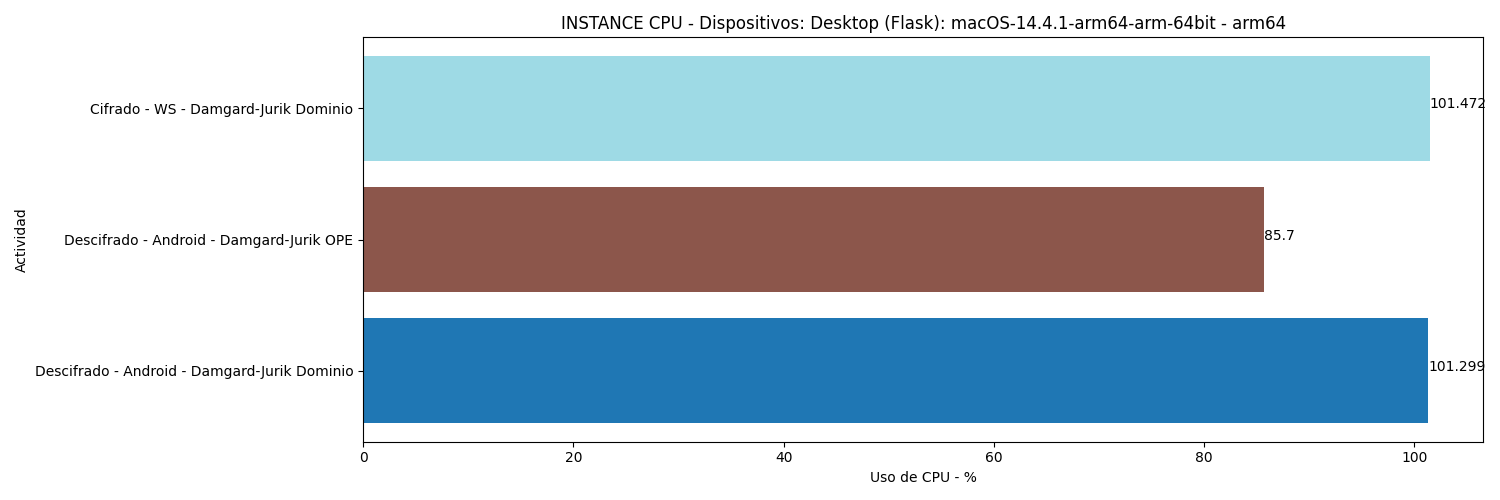 INSTANCE CPU - Dispositivos: Desktop (Flask): macOS-14.4.1-arm64-arm-64bit - arm64
Actividad
Cifrado - WS - Damgard-Jurik Dominio
101.472
Descifrado - Android - Damgard-Jurik OPE
85.7
Descifrado - Android - Damgard-Jurik Dominio
101.299
0 20 40 60 80 100
Uso de CPU - %